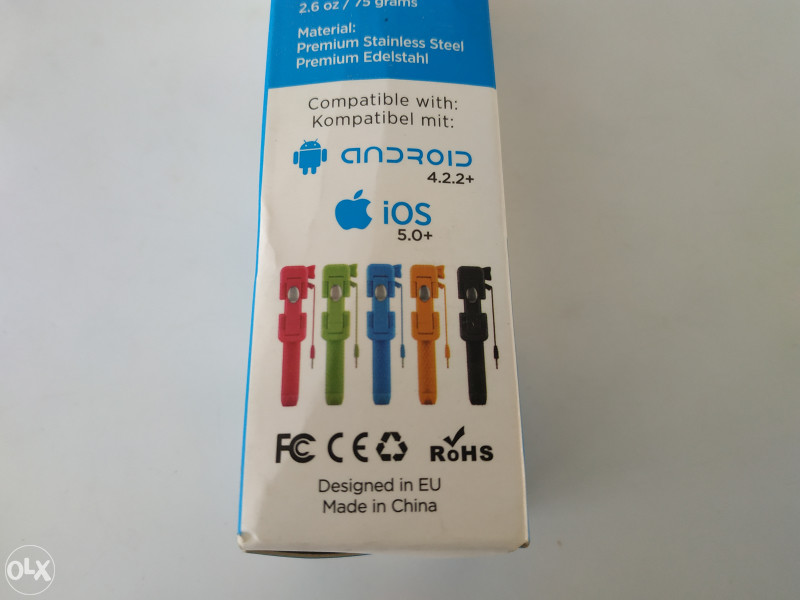 2.6 oz / 75 grams
Material:
Premium Stainless Steel
Premium Edelstahl
Compatible with:
Kompatibel mit:
ANDROID
4.2.2+
iOS
5.0+
FC CE RoHS
Designed in EU
Made in China
OLX